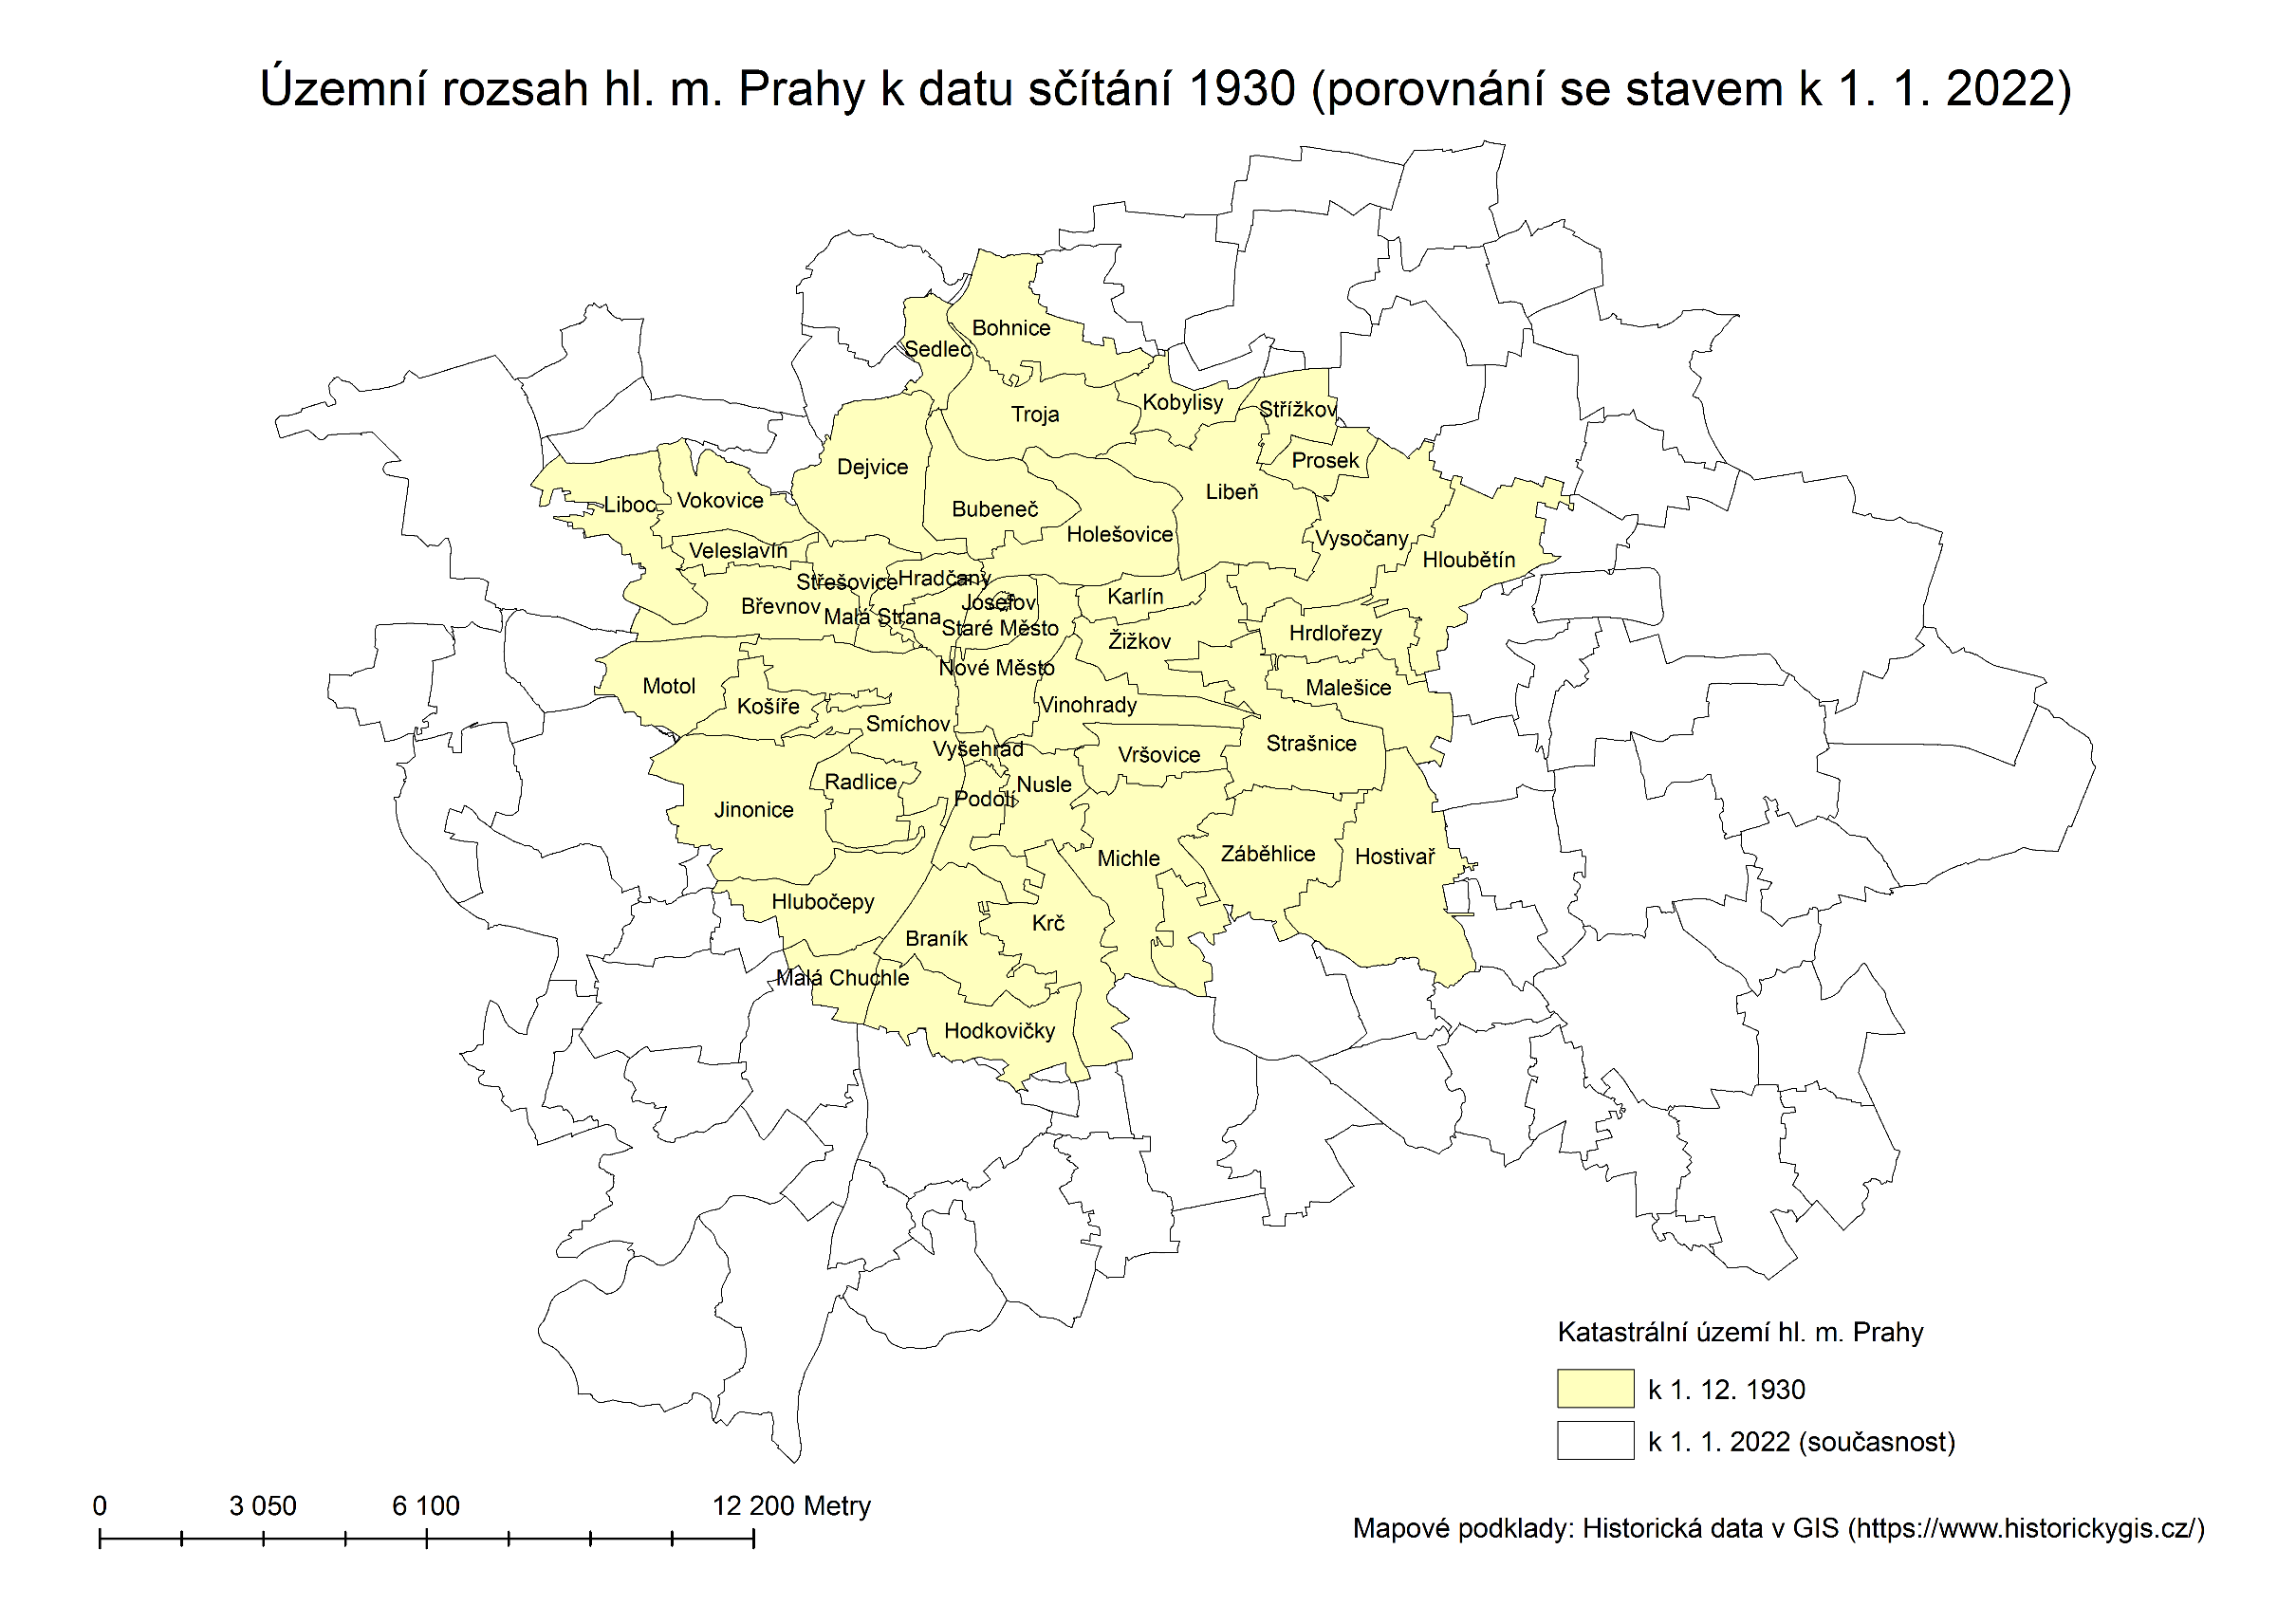 Územní rozsah hl. m. Prahy k datu sčítání 1930 (porovnání se stavem k 1. 1. 2022)
Bohnice
Sedlec
Kobylisy
Střížkov
Troja
Prosek
Dejvice
Libeň
Vokovice
Liboc
Bubeneč
Holešovice
Vysočany
Veleslavín
Hloubětín
Hradčany
Střešovice
Karlín
Josefov
Břevnov
Malá Strana
Staré Město
Hrdlořezy
Žižkov
Nové Město
Motol
Malešice
Košíře
Vinohrady
Smíchov
Strašnice
Vyšehrad
Vršovice
Radlice
Nusle
Podolí
Jinonice
Záběhlice
Hostivař
Michle
Hlubočepy
Krč
Braník
Malá Chuchle
Hodkovičky
Katastrální území hl. m. Prahy
k 1. 12. 1930
k 1. 1. 2022 (současnost)
0 3 050 6 100 12 200 Metry
Mapové podklady: Historická data v GIS (https://www.historickygis.cz/)